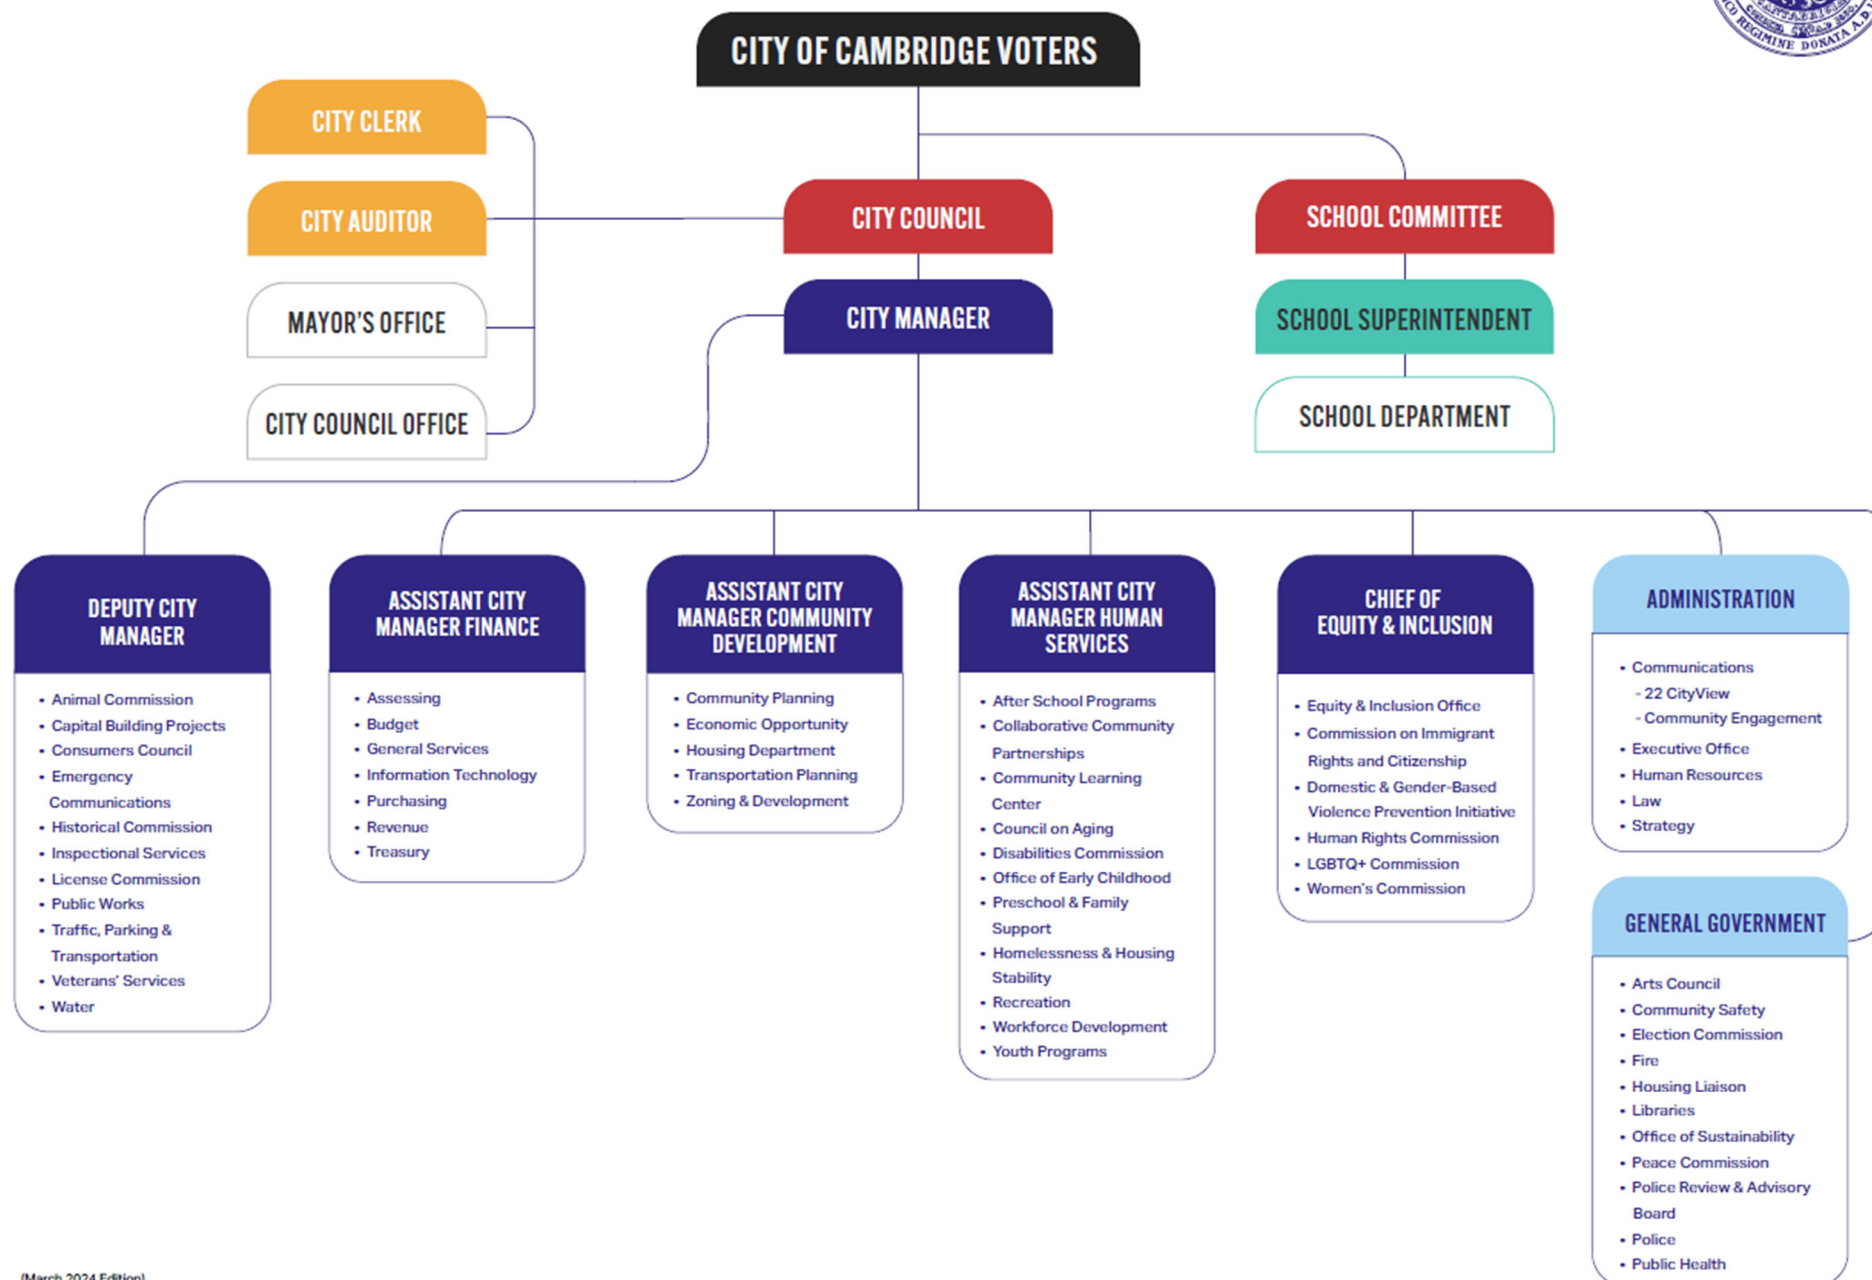 CITY OF CAMBRIDGE VOTERS
REGIMINE DONATA A.D.
CITY CLERK
CITY AUDITOR
MAYOR'S OFFICE
CITY COUNCIL OFFICE
CITY COUNCIL
CITY MANAGER
SCHOOL COMMITTEE
SCHOOL SUPERINTENDENT
SCHOOL DEPARTMENT
DEPUTY CITY
MANAGER
• Animal Commission
• Capital Building Projects
• Consumers Council
• Emergency
Communications
• Historical Commission
• Inspectional Services
• License Commission
• Public Works
• Traffic, Parking &
Transportation
• Veterans' Services
• Water
ASSISTANT CITY
MANAGER FINANCE
• Assessing
• Budget
• General Services
• Information Technology
• Purchasing
• Revenue
• Treasury
ASSISTANT CITY
MANAGER COMMUNITY
DEVELOPMENT
• Community Planning
• Economic Opportunity
• Housing Department
• Transportation Planning
• Zoning & Development
ASSISTANT CITY
MANAGER HUMAN
SERVICES
• After School Programs
• Collaborative Community
Partnerships
• Community Learning
Center
• Council on Aging
• Disabilities Commission
• Office of Early Childhood
• Preschool & Family
Support
• Homelessness & Housing
Stability
• Recreation
• Workforce Development
• Youth Programs
CHIEF OF
EQUITY & INCLUSION
• Equity & Inclusion Office
• Commission on Immigrant
Rights and Citizenship
• Domestic & Gender-Based
Violence Prevention Initiative
• Human Rights Commission
• LGBTQ+ Commission
• Women's Commission
ADMINISTRATION
• Communications
- 22 CityView
- Community Engagement
• Executive Office
• Human Resources
• Law
• Strategy
GENERAL GOVERNMENT
• Arts Council
• Community Safety
• Election Commission
• Fire
• Housing Liaison
• Libraries
• Office of Sustainability
• Peace Commission
• Police Review & Advisory
Board
• Police
• Public Health
(March 2024 Edition)